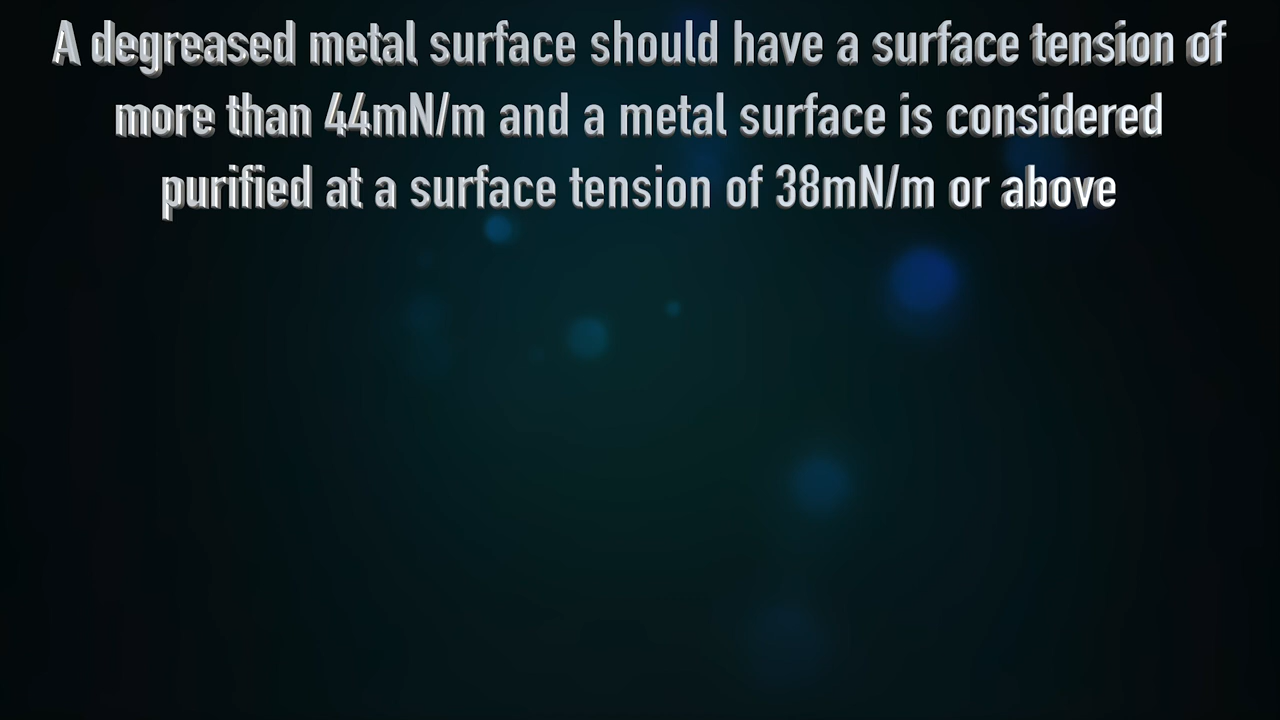 A degreased metal surface should have a surface tension of
more than 44mN/m and a metal surface is considered
purified at a surface tension of 38mN/m or above